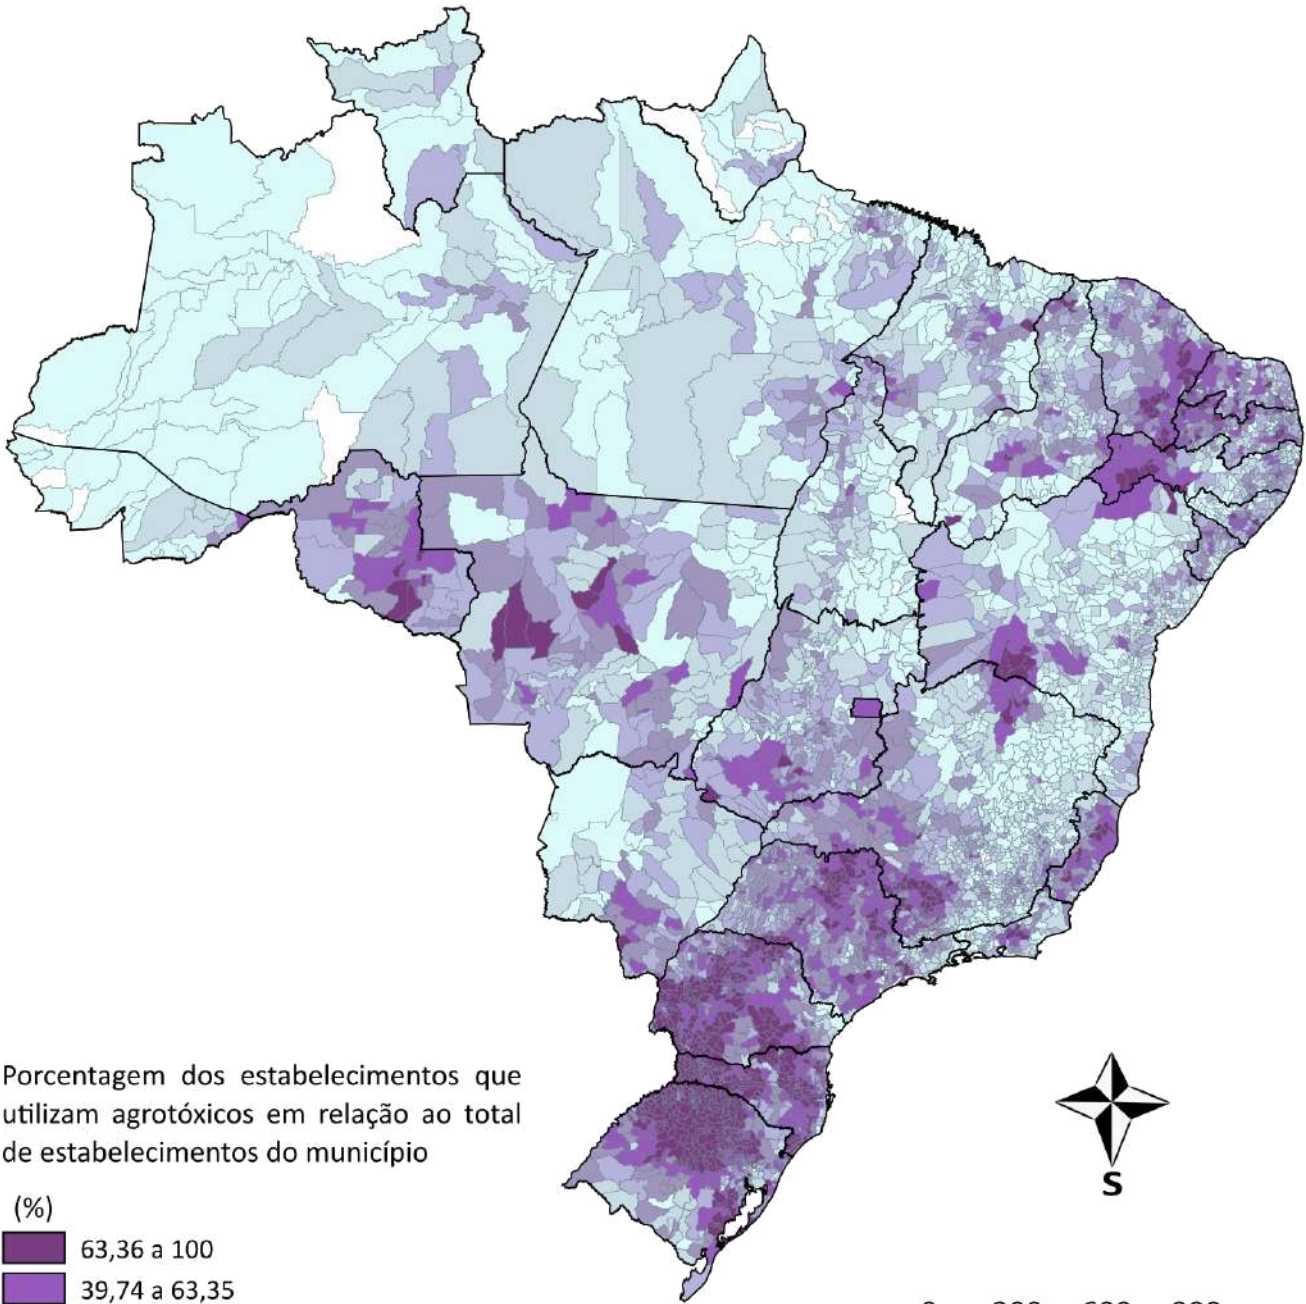 Porcentagem dos estabelecimentos que
utilizam agrotóxicos em relação ao total
de estabelecimentos do município
(%)
63,36 a 100
39,74 a 63,35
S